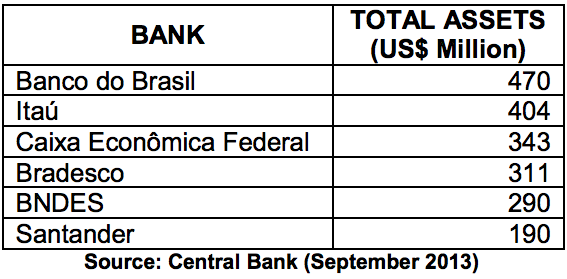 BANK TOTAL ASSETS
(US$ Million)
Banco do Brasil 470
Itaú 404
Caixa Econômica Federal 343
Bradesco 311
BNDES 290
Santander 190
Source: Central Bank (September 2013)